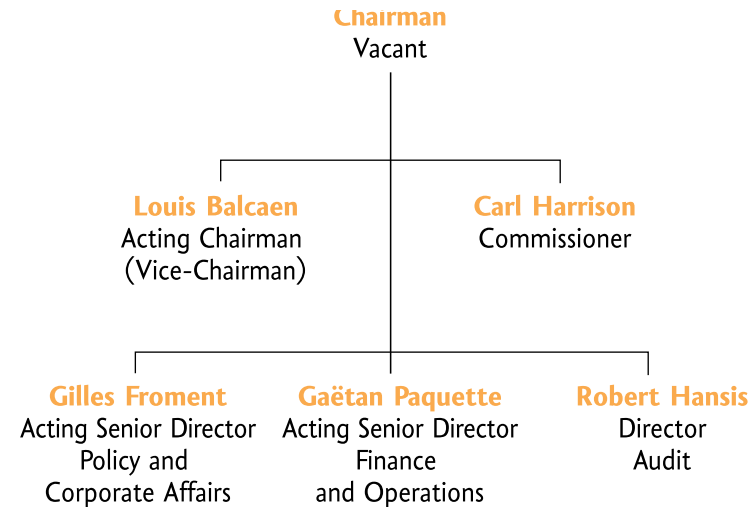 Chairman
Vacant
Louis Balcaen
Acting Chairman
(Vice-Chairman)
Carl Harrison
Commissioner
Gilles Froment
Acting Senior Director
Policy and
Corporate Affairs
Gaëtan Paquette
Acting Senior Director
Finance
and Operations
Robert Hansis
Director
Audit